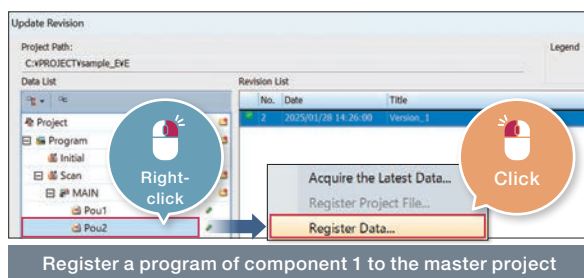 Update Revision
Project Path:
Legend
C:\PROJECT\sample_EVE
Data List
Revision List
No. Date Title
Project
2 2025/01/28 14:26:00 Version_1
Program
Initial
Scan
MAIN
Pou1
Pou2
Right-
click
Acquire the Latest Data...
Register Project File...
Register Data...
Click
Register a program of component 1 to the master project